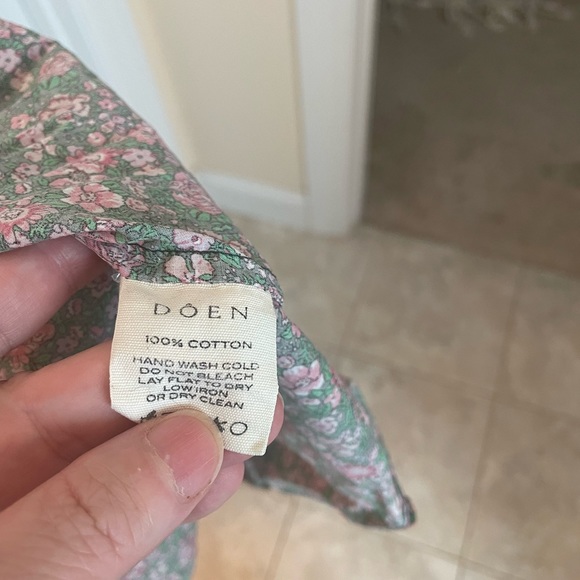 DÔEN
100% COTTON
HAND WASH COLD
DO NOT BLEACH
LAY FLAT TO DRY
LOW IRON
OR DRY CLEAN